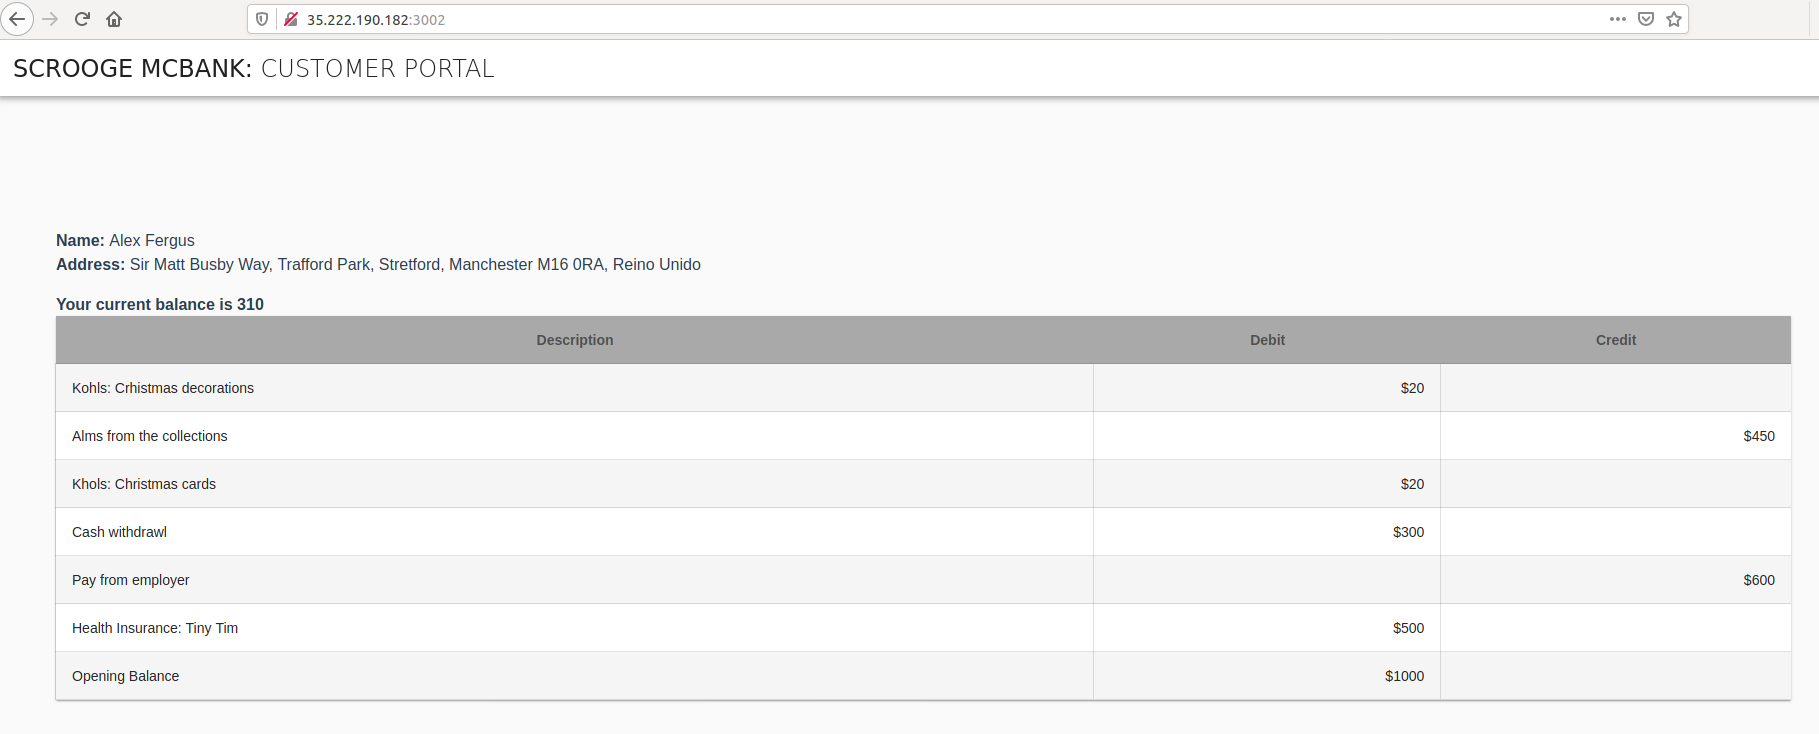 35.222.190.182:3002
SCROOGE MCBANK: CUSTOMER PORTAL
Name: Alex Fergus
Address: Sir Matt Busby Way, Trafford Park, Stretford, Manchester M16 0RA, Reino Unido
Your current balance is 310
Description Debit Credit
Kohls: Crhistmas decorations $20
Alms from the collections $450
Khols: Christmas cards $20
Cash withdrawl $300
Pay from employer $600
Health Insurance: Tiny Tim $500
Opening Balance $1000